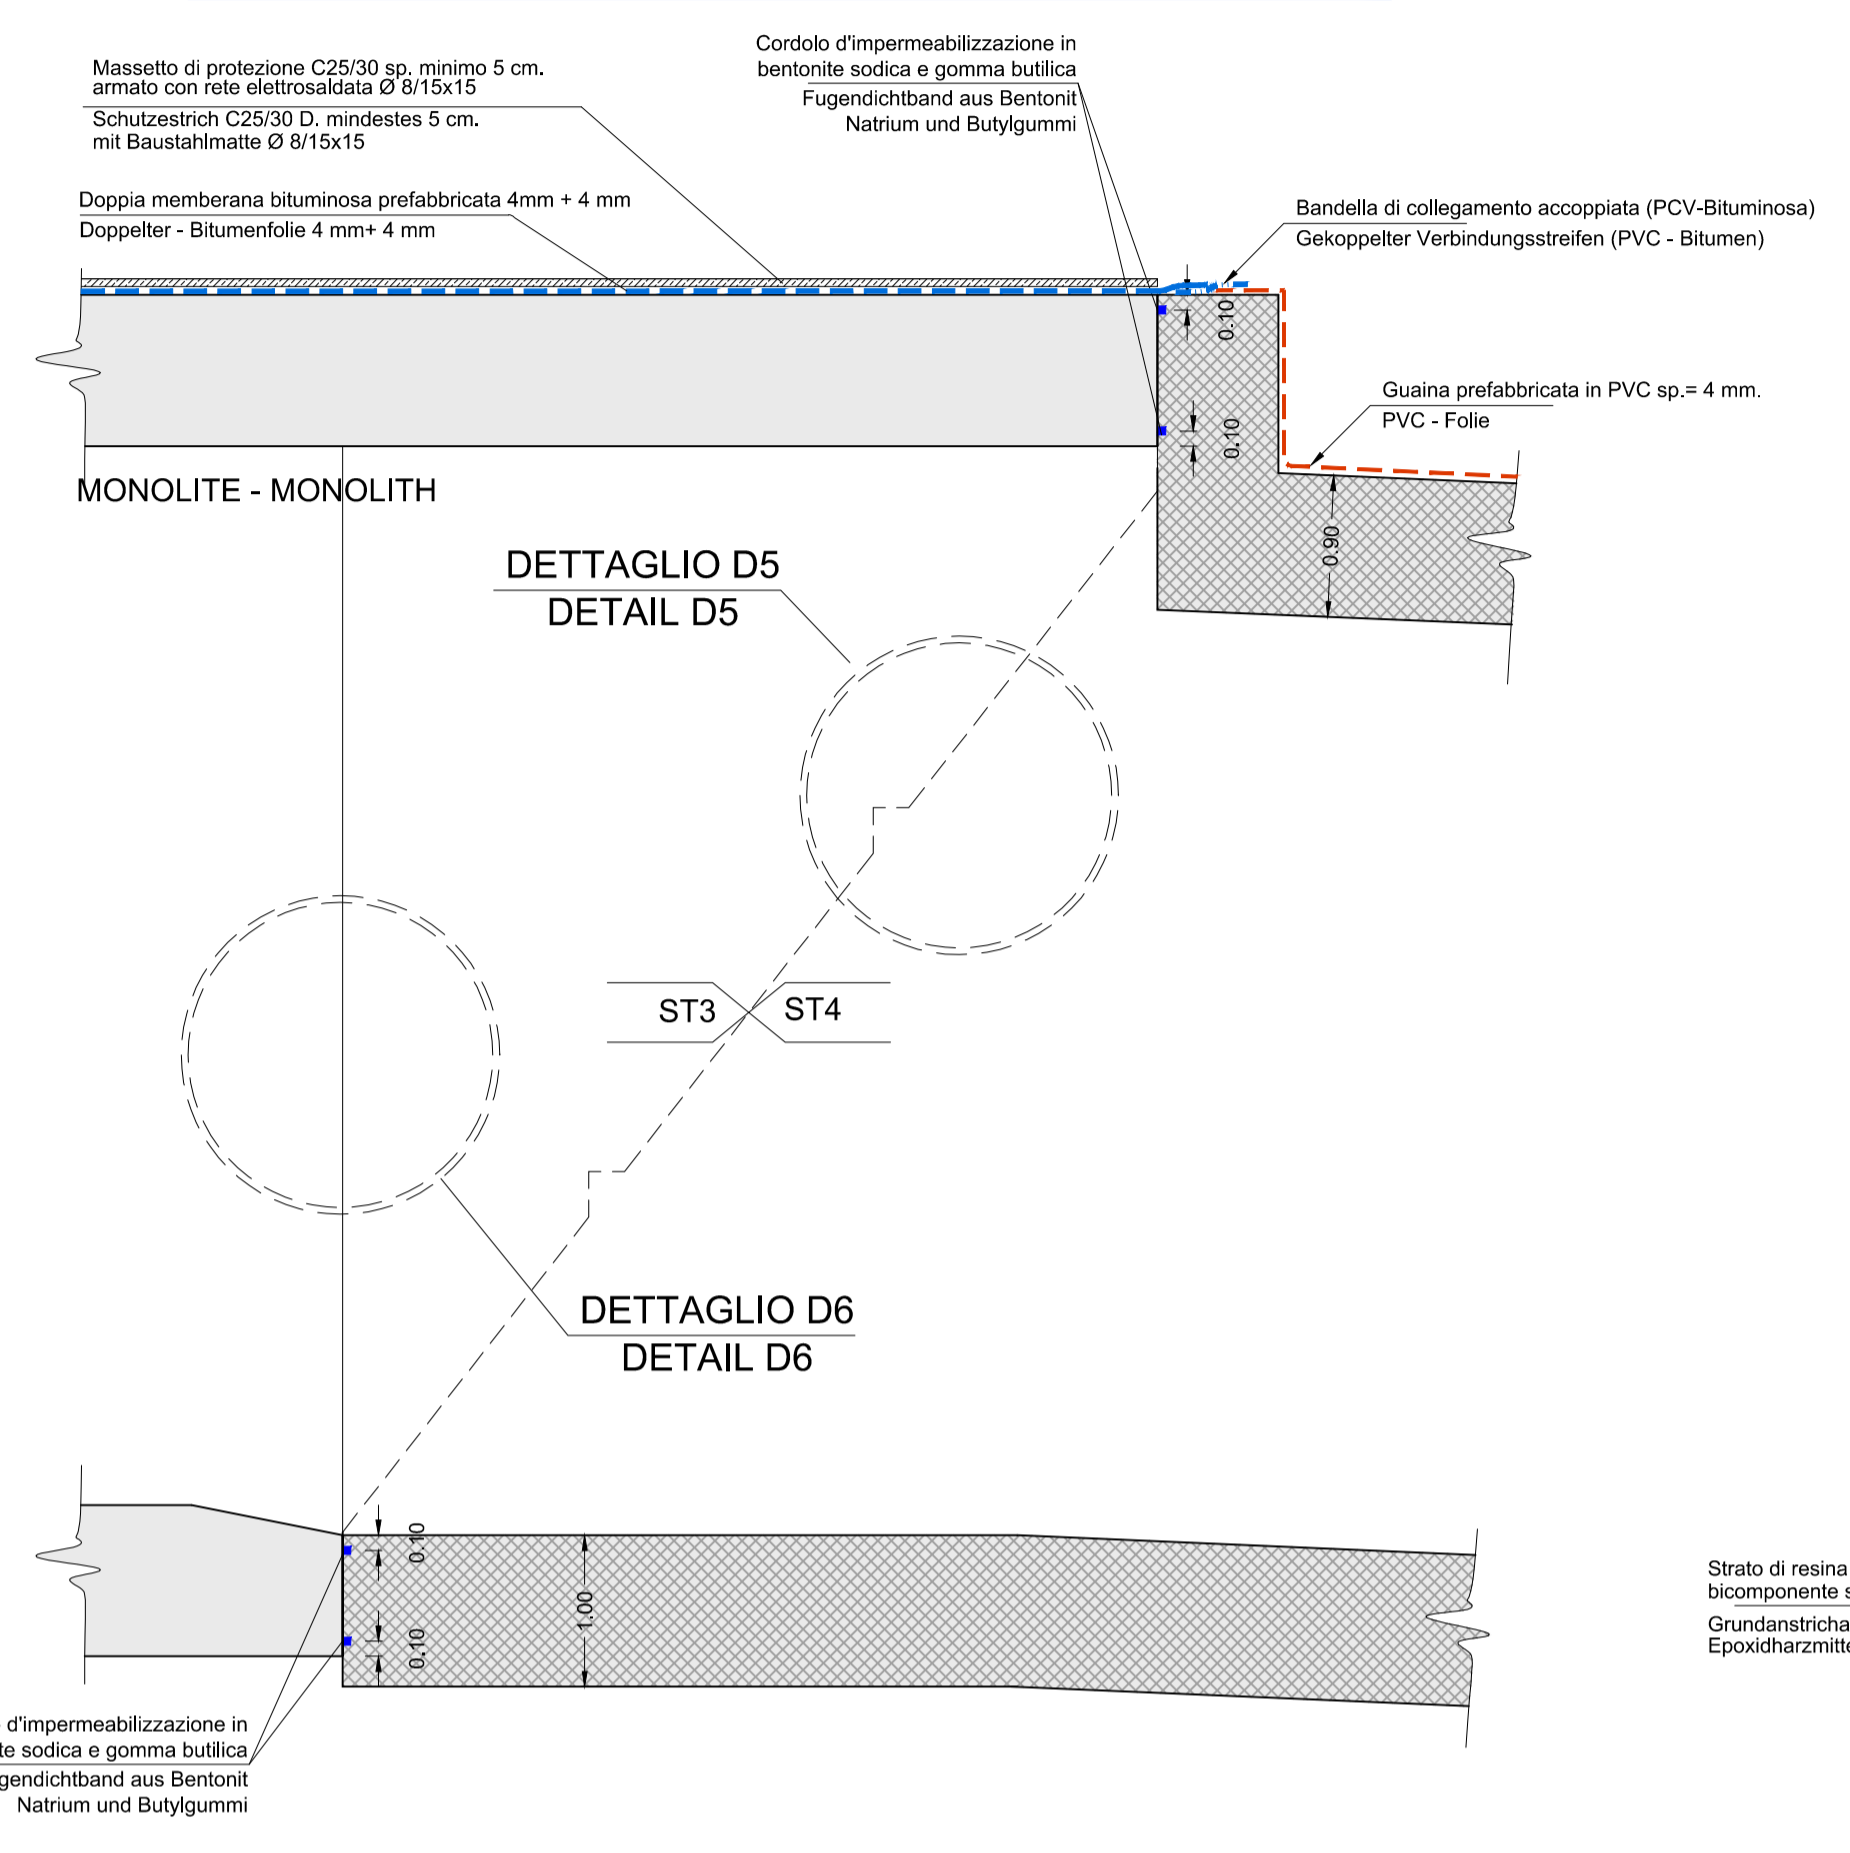 Massetto di protezione C25/30 sp. minimo 5 cm.
armato con rete elettrosaldata Ø 8/15x15
Schutzestrich C25/30 D. mindestes 5 cm.
mit Baustahlmatte Ø 8/15x15
Doppia memberana bituminosa prefabbricata 4mm + 4 mm
Doppelter - Bitumenfolie 4 mm+ 4 mm
Cordolo d'impermeabilizzazione in
bentonite sodica e gomma butilica
Fugendichtband aus Bentonit
Natrium und Butylgummi
Bandella di collegamento accoppiata (PCV-Bituminosa)
Gekoppelter Verbindungsstreifen (PVC - Bitumen)
0.10
0.10
Guaina prefabbricata in PVC sp.= 4 mm.
PVC - Folie
0.90
MONOLITE - MONOLITH
DETTAGLIO D5
DETAIL D5
ST3
ST4
DETTAGLIO D6
DETAIL D6
0.10
0.10
1.00
d'impermeabilizzazione in
te sodica e gomma butilica
gendichtband aus Bentonit
Natrium und Butylgummi
Strato di resina
bicomponente s
Grundanstricha
Epoxidharzmitte